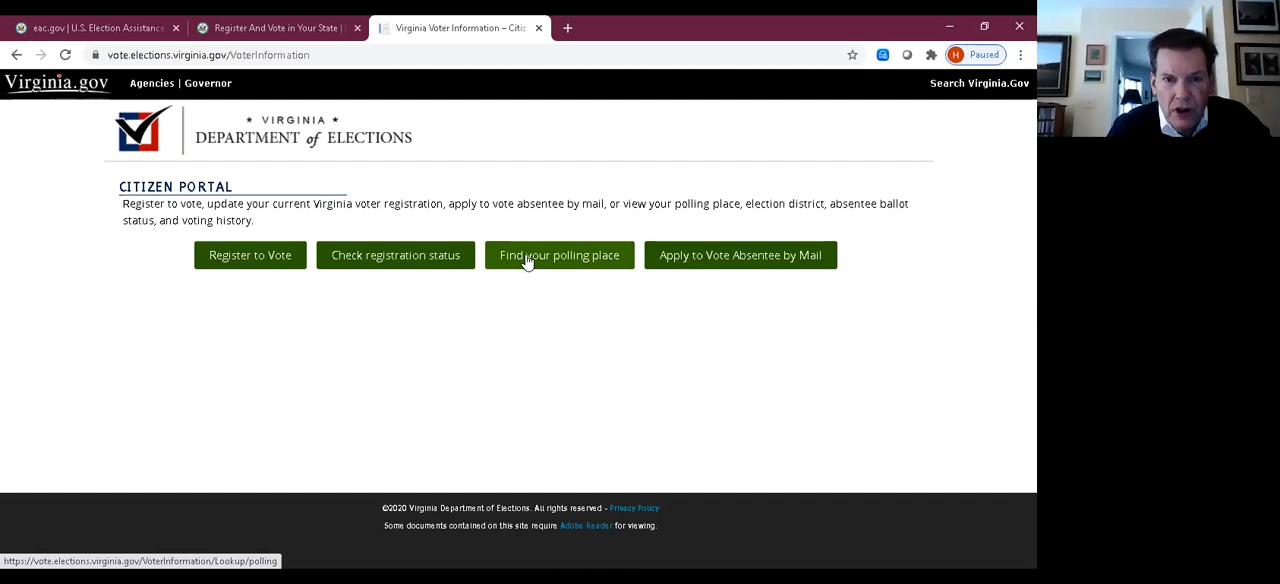 eac.gov | U.S. Election Assistance
Register And Vote in Your State |
Virginia Voter Information – Citiz
vote.elections.virginia.gov/VoterInformation
H Paused
Virginia.gov
Agencies | Governor
Search Virginia.Gov
VIRGINIA
DEPARTMENT of ELECTIONS
CITIZEN PORTAL
Register to vote, update your current Virginia voter registration, apply to vote absentee by mail, or view your polling place, election district, absentee ballot
status, and voting history.
Register to Vote
Check registration status
Find your polling place
Apply to Vote Absentee by Mail
©2020 Virginia Department of Elections. All rights reserved - Privacy Policy
Some documents contained on this site require Adobe Reader for viewing.
https://vote.elections.virginia.gov/VoterInformation/Lookup/polling